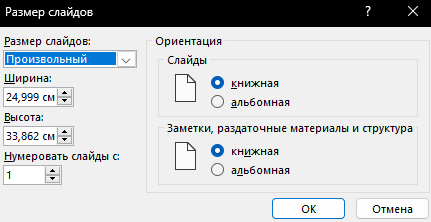 Размер слайдов
Размер слайдов:
Произвольный
Ширина:
24,999 см
Высота:
33,862 см
Нумеровать слайды с:
1
Ориентация
Слайды
книжная
альбомная
Заметки, раздаточные материалы и структура
книжная
альбомная
ОК
Отмена